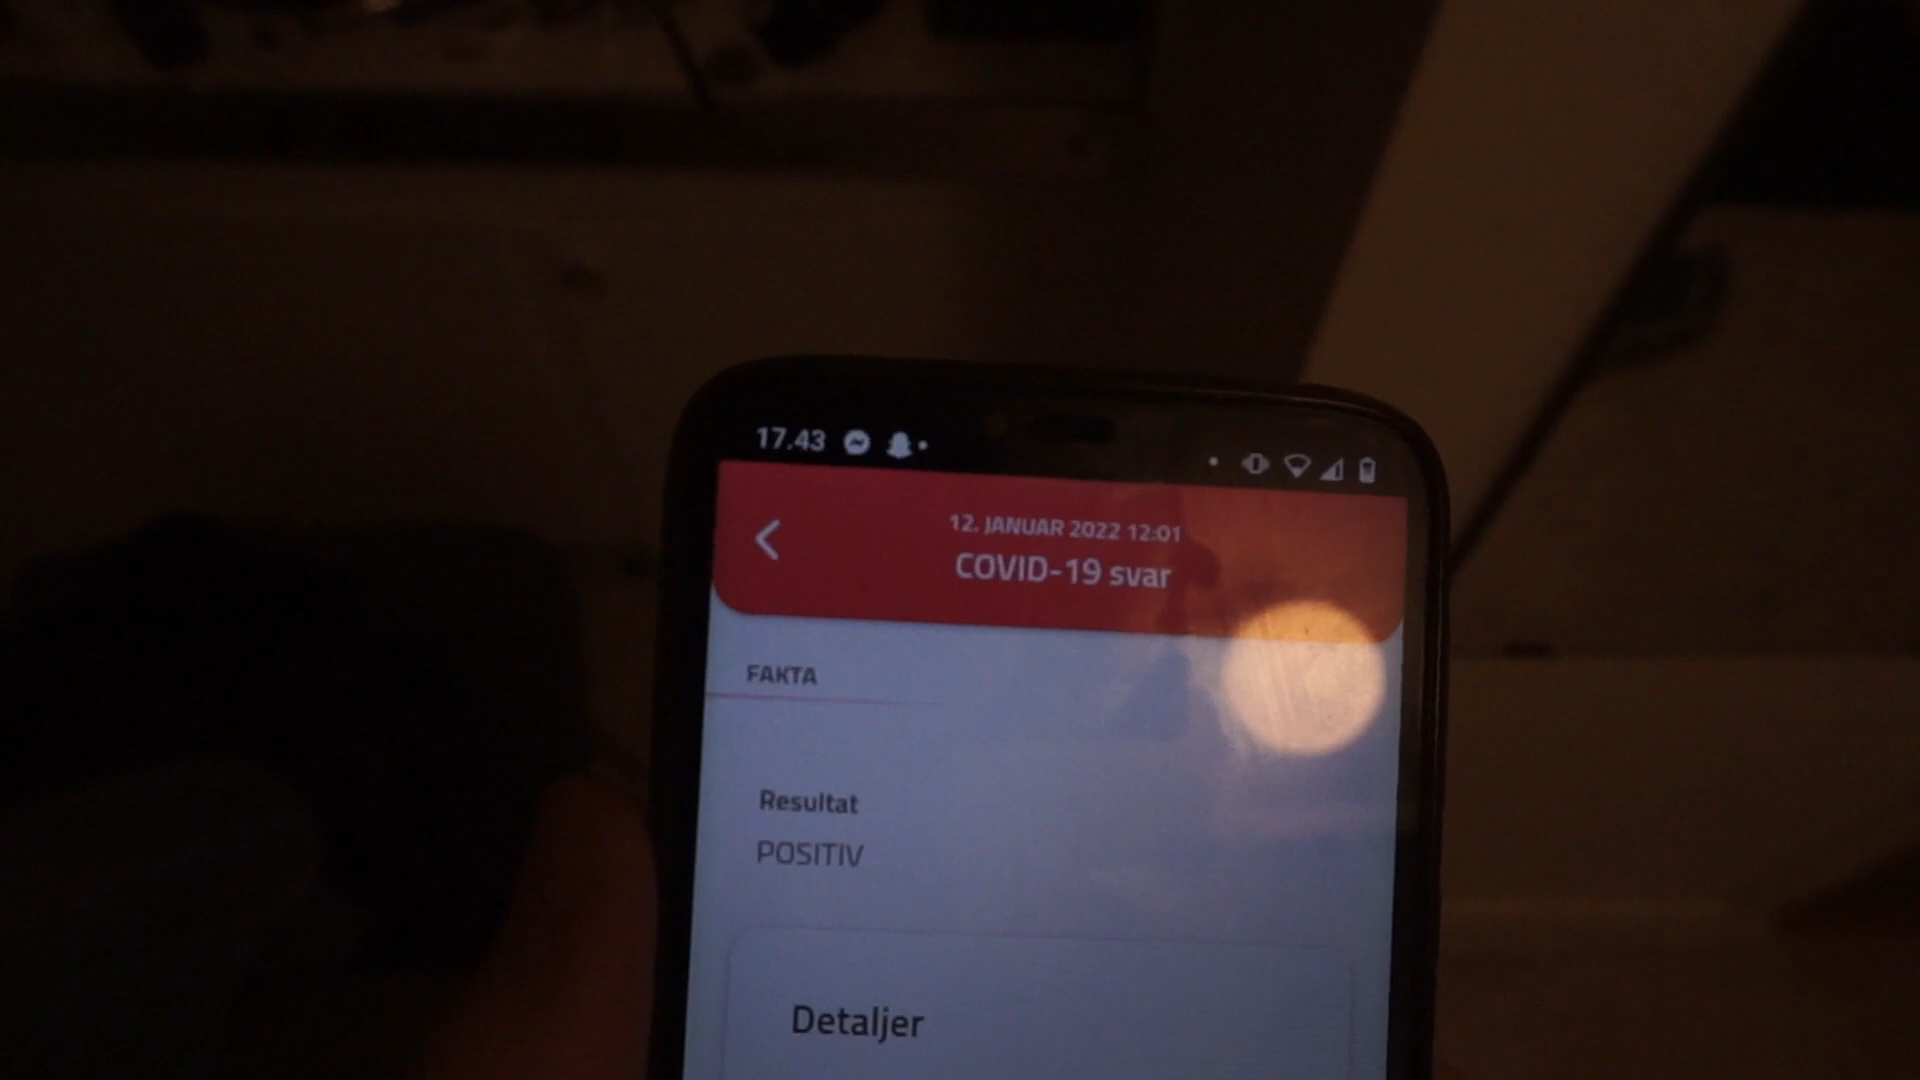 17.43
12. JANUAR 2022 12:01
COVID-19 svar
FAKTA
Resultat
POSITIV
Detaljer